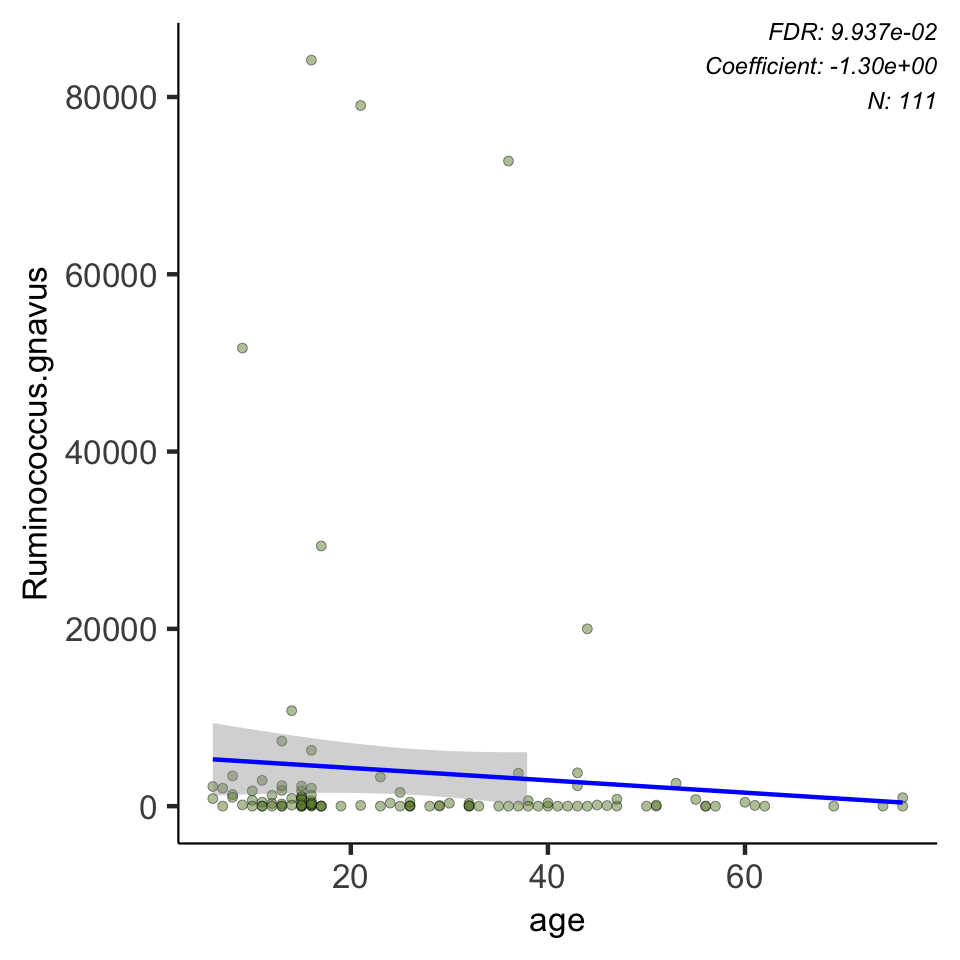 FDR: 9.937e-02
Coefficient: -1.30e+00
N: 111
80000
60000
40000
20000
0
Ruminococcus.gnavus
20 40 60
age